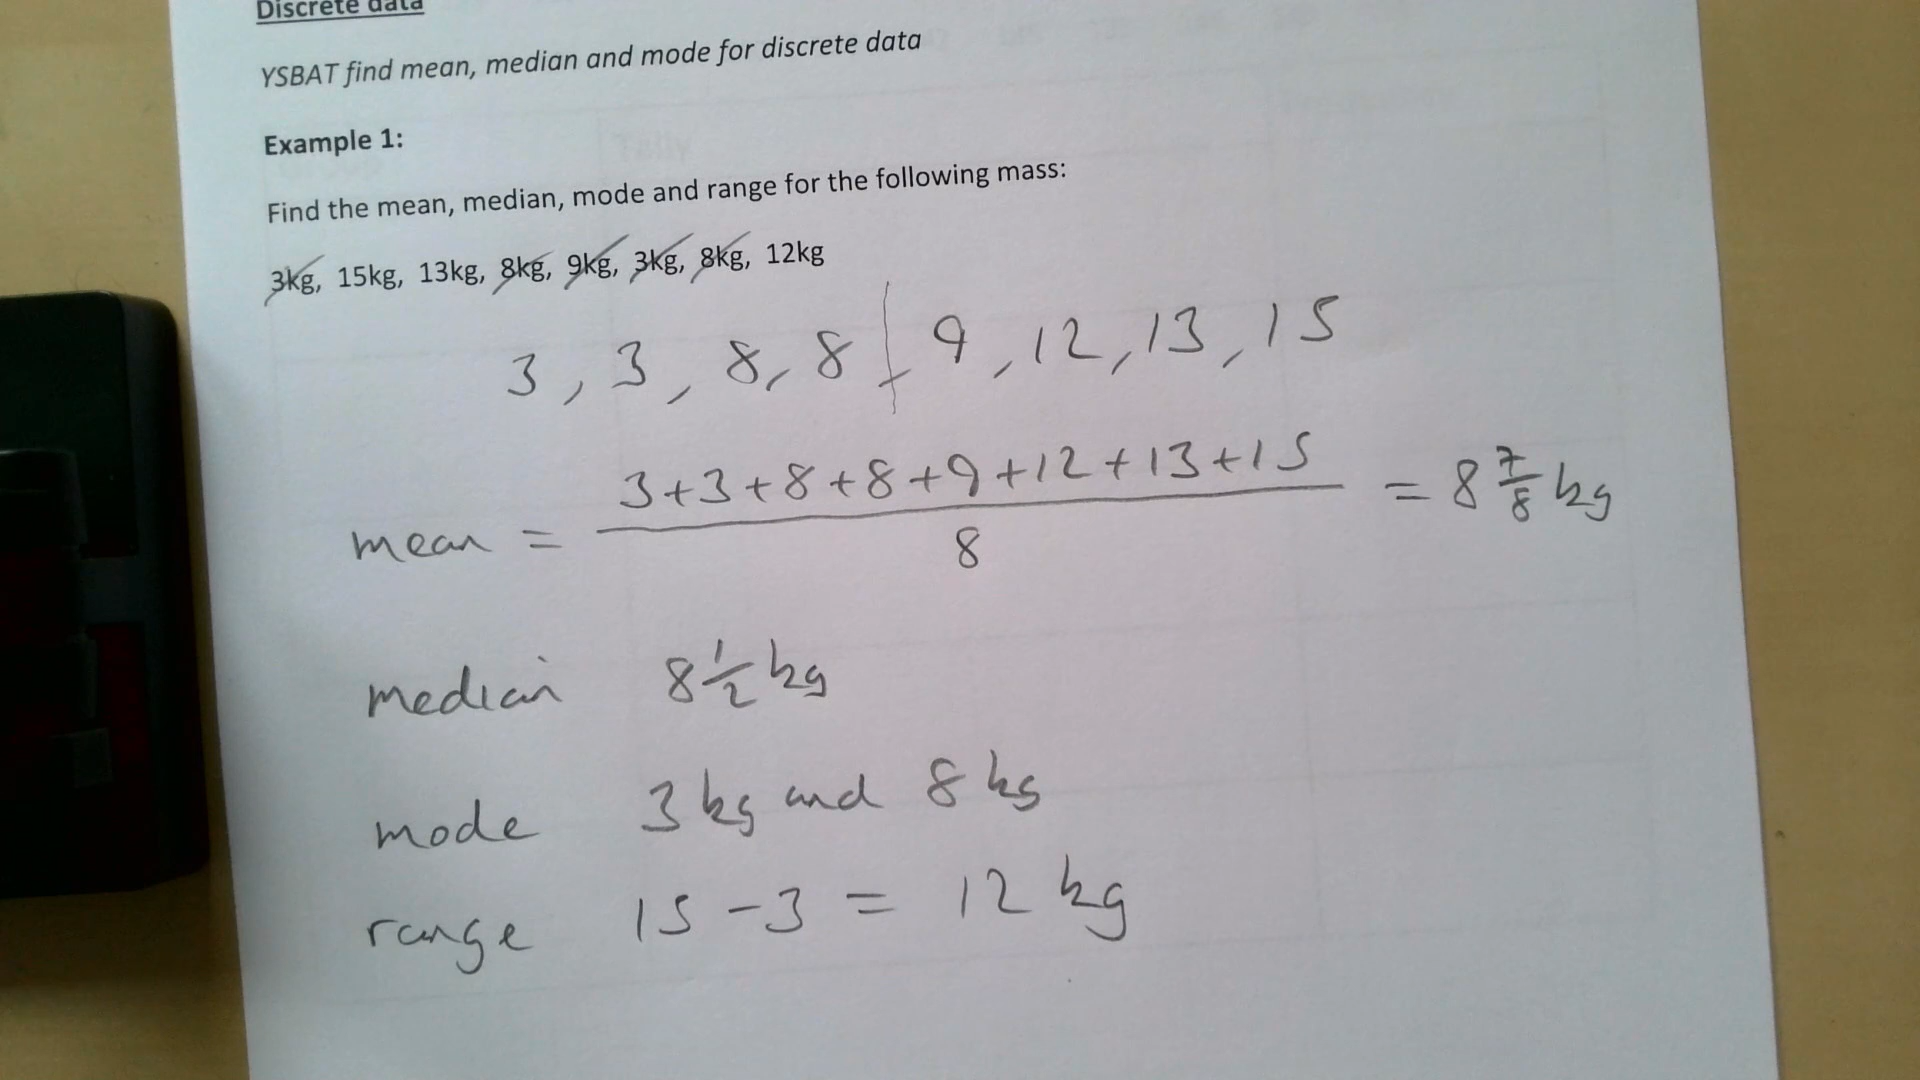 Discrete data
YSBAT find mean, median and mode for discrete data
Example 1:
Find the mean, median, mode and range for the following mass:
3kg, 15kg, 13kg, 8kg, 9kg, 3kg, 8kg, 12kg
3, 3, 8, 8, 9, 12, 13, 15
mean = 3+3+8+8+9+12+13+15 / 8 = 8 7/8 kg
median 8 1/2 kg
mode 3 kg and 8 kg
range 15 - 3 = 12 kg